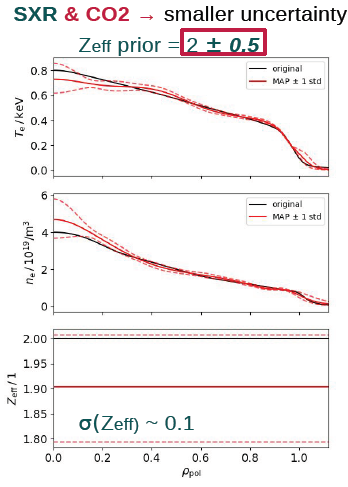 SXR & CO2 → smaller uncertainty
Zeff prior = 2 ± 0.5
0.8
0.6
0.4
0.2
0.0
Te / keV
original
MAP ± 1 std
6
4
2
0
ne / 10¹⁹/m³
original
MAP ± 1 std
2.00
1.95
1.90
1.85
1.80
Zeff / 1
σ(Zeff) ~ 0.1
0.0 0.2 0.4 0.6 0.8 1.0
ρpol